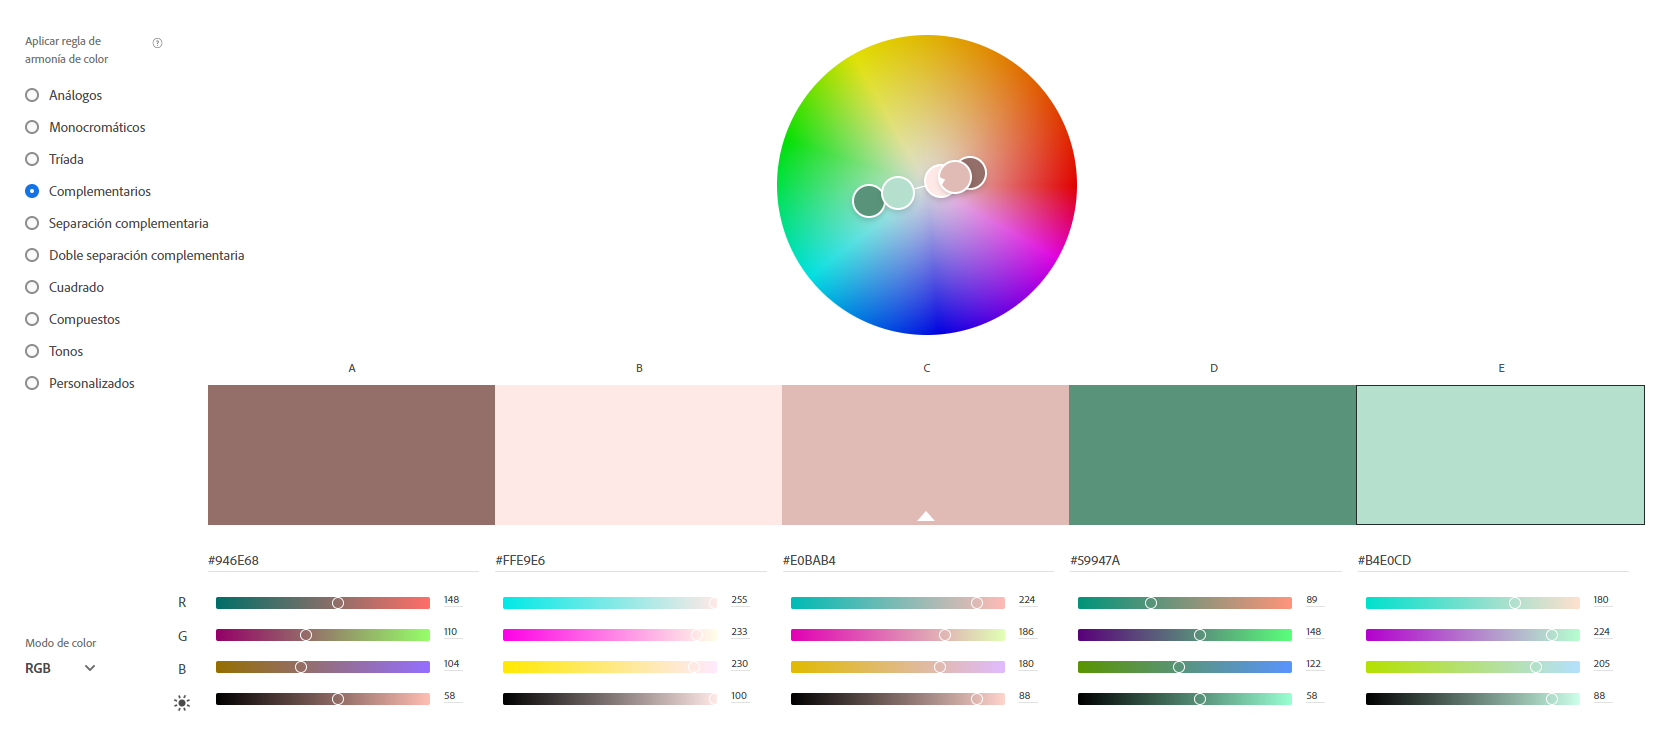 Aplicar regla de
armonía de color
?
Análogos
Monocromáticos
Tríada
Complementarios
Separación complementaria
Doble separación complementaria
Cuadrado
Compuestos
Tonos
Personalizados
A B C D E
#946E68 #FFE9E6 #E0BAB4 #59947A #B4E0CD
R 148 255 224 89 180
G 110 233 186 148 224
Modo de color
RGB
B 104 230 180 122 205
58 100 88 58 88